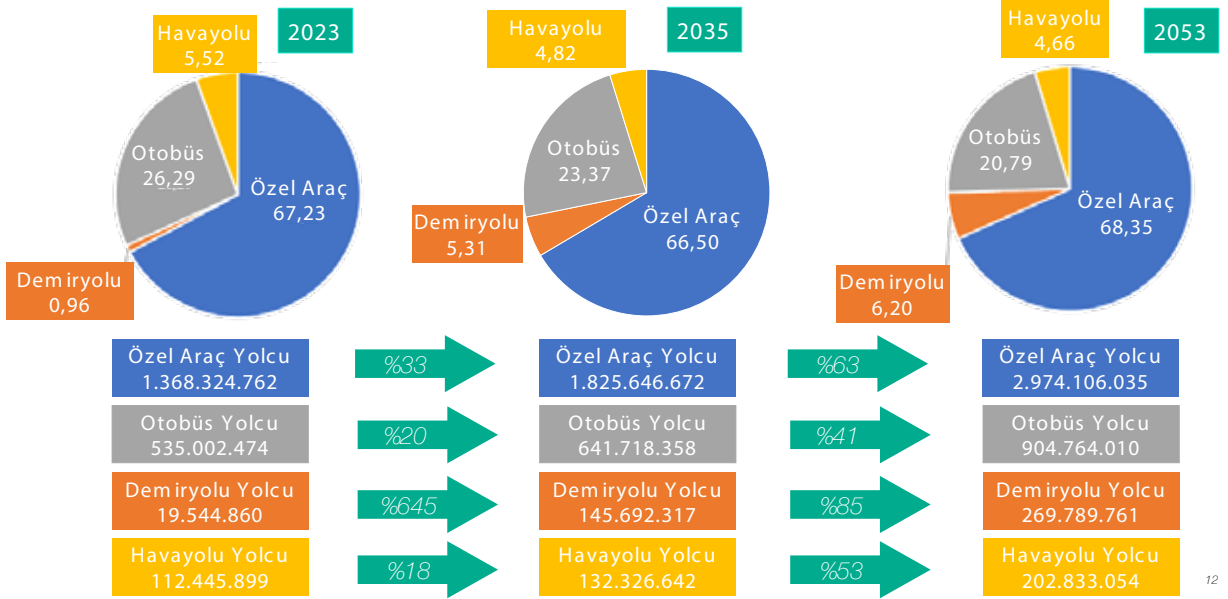 Havayolu
5,52
2023
Otobüs
26,29
Özel Araç
67,23
Demiryolu
0,96
Havayolu
4,82
2035
Otobüs
23,37
Özel Araç
66,50
Demiryolu
5,31
Havayolu
4,66
2053
Otobüs
20,79
Özel Araç
68,35
Demiryolu
6,20
Özel Araç Yolcu
1.368.324.762
%33
Özel Araç Yolcu
1.825.646.672
%63
Özel Araç Yolcu
2.974.106.035
Otobüs Yolcu
535.002.474
%20
Otobüs Yolcu
641.718.358
%41
Otobüs Yolcu
904.764.010
Demiryolu Yolcu
19.544.860
%645
Demiryolu Yolcu
145.692.317
%85
Demiryolu Yolcu
269.789.761
Havayolu Yolcu
112.445.899
%18
Havayolu Yolcu
132.326.642
%53
Havayolu Yolcu
202.833.054
12